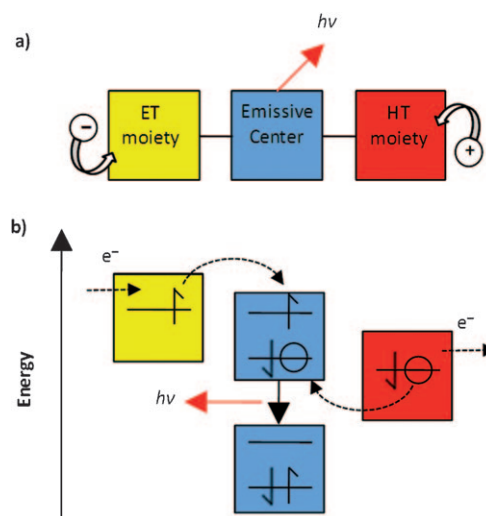 a)
hν
ET
moiety
Emissive
Center
HT
moiety
−
+
b)
e⁻
e⁻
hν
Energy